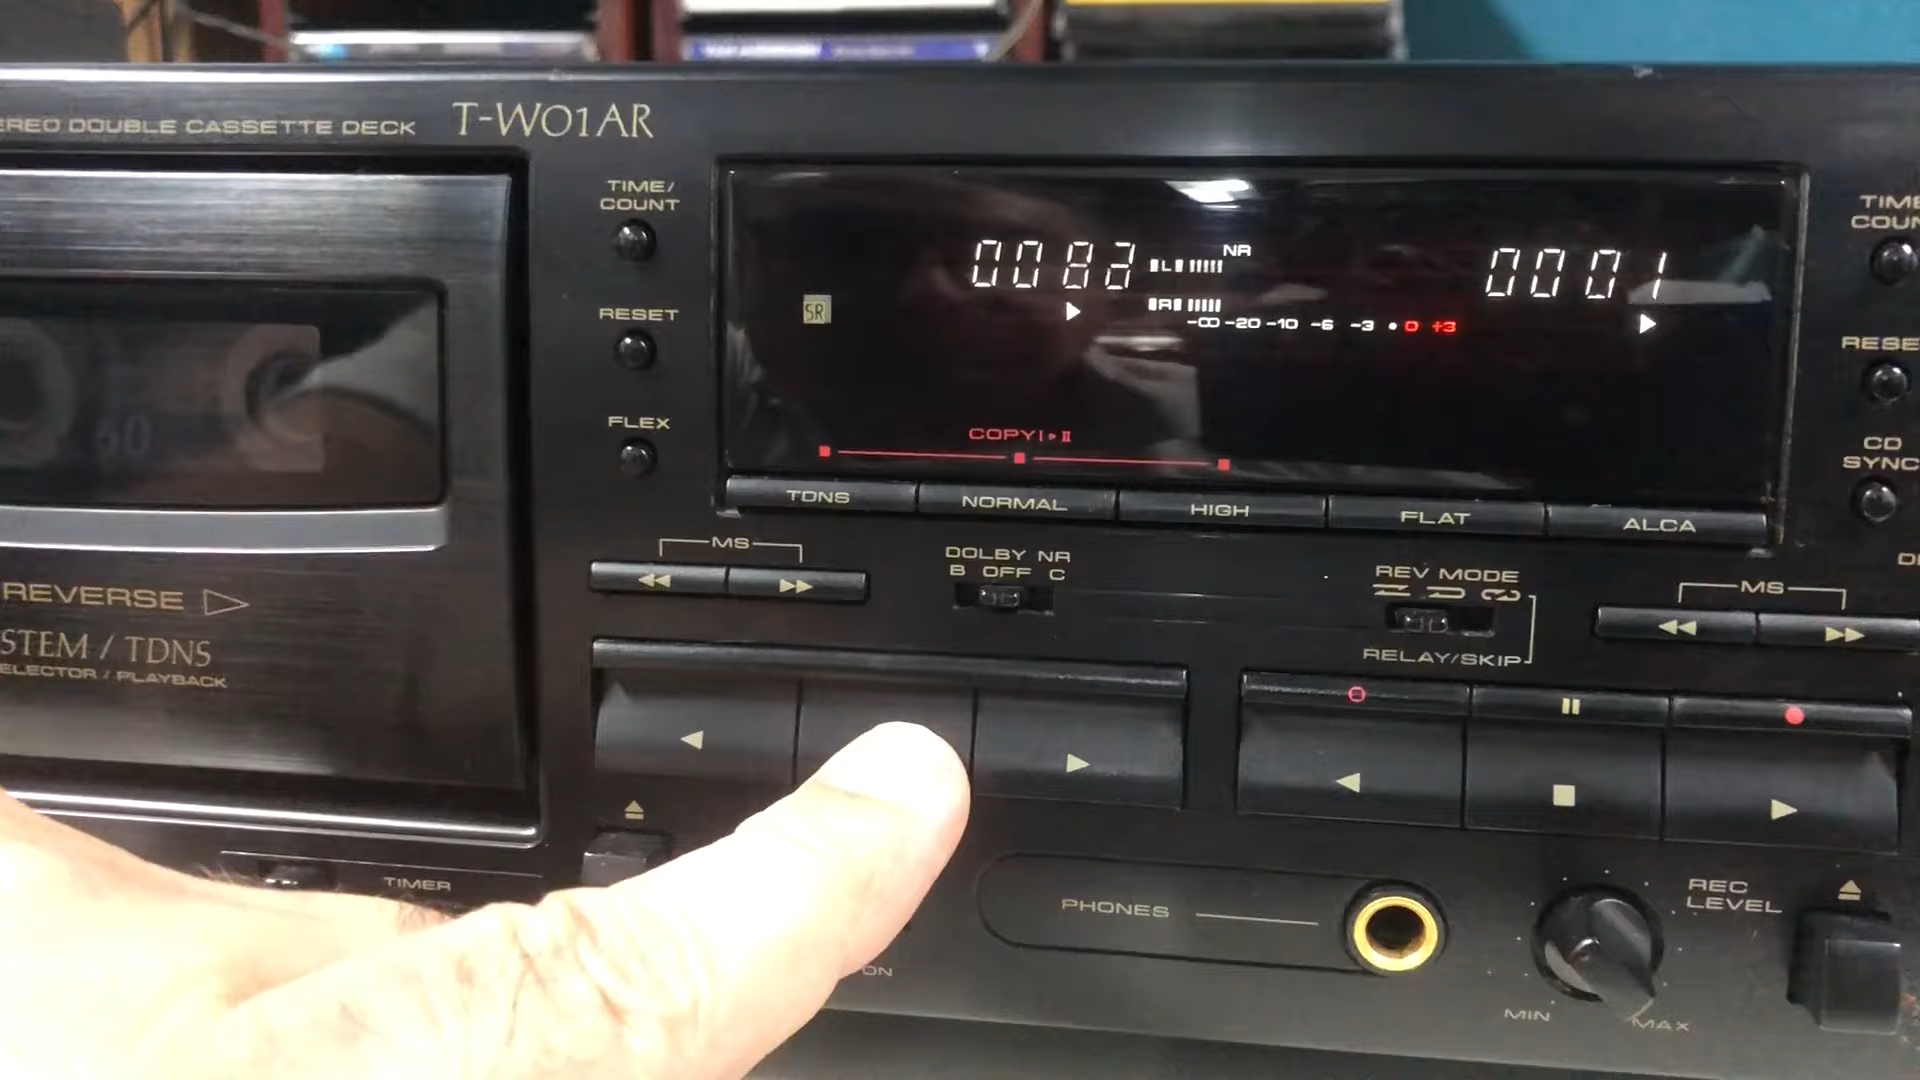 EREO DOUBLE CASSETTE DECK T-W01AR
TIME/
COUNT
RESET
FLEX
0082 L NR
R
-∞ -20 -10 -6 -3 • 0 +3
0001
SR
COPY I▸II
TDNS NORMAL HIGH FLAT ALCA
TIME
COUN
RESE
CD
SYNC
60
REVERSE
STEM / TDNS
ELECTOR / PLAYBACK
MS
DOLBY NR
B OFF C
REV MODE
RELAY/SKIP
MS
TIMER
PHONES
REC
LEVEL
MIN MAX